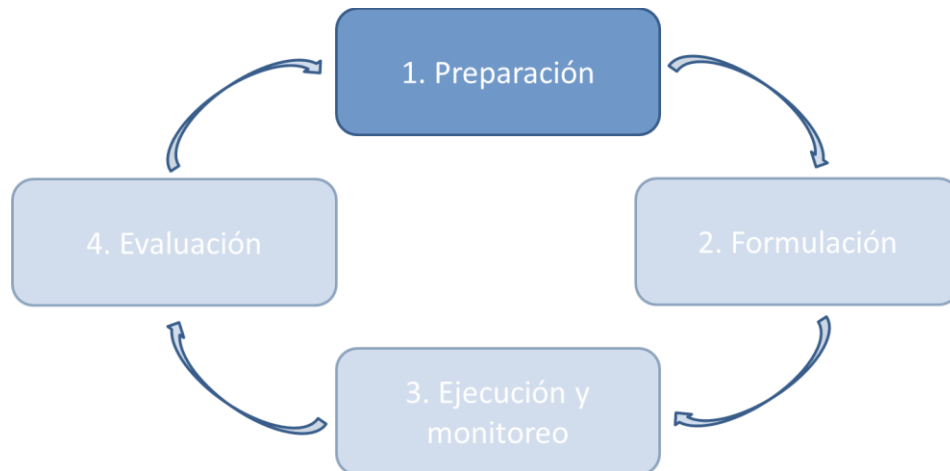 1. Preparación
4. Evaluación
2. Formulación
3. Ejecución y
monitoreo